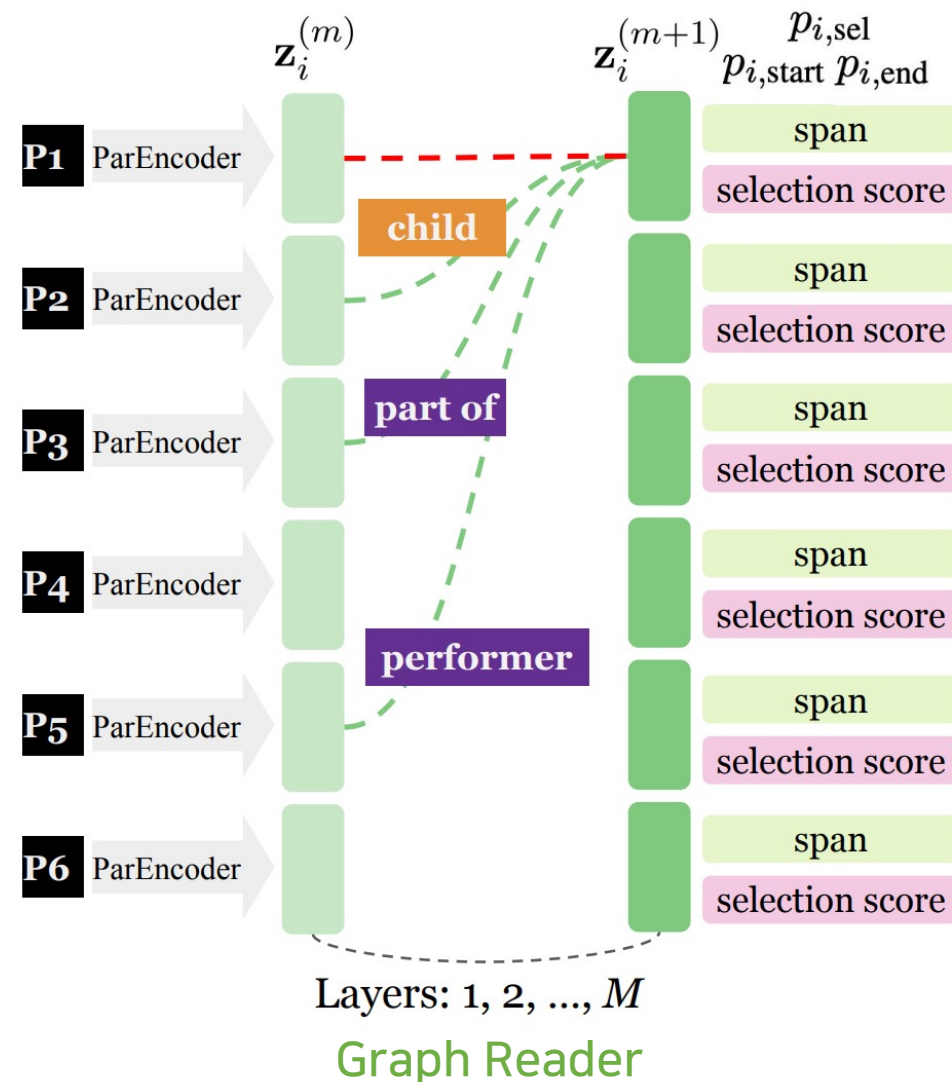 z_i^(m) z_i^(m+1) p_i,sel
p_i,start p_i,end
P1 ParEncoder span
selection score
child
P2 ParEncoder span
selection score
part of
P3 ParEncoder span
selection score
P4 ParEncoder span
selection score
performer
P5 ParEncoder span
selection score
P6 ParEncoder span
selection score
Layers: 1, 2, ..., M
Graph Reader